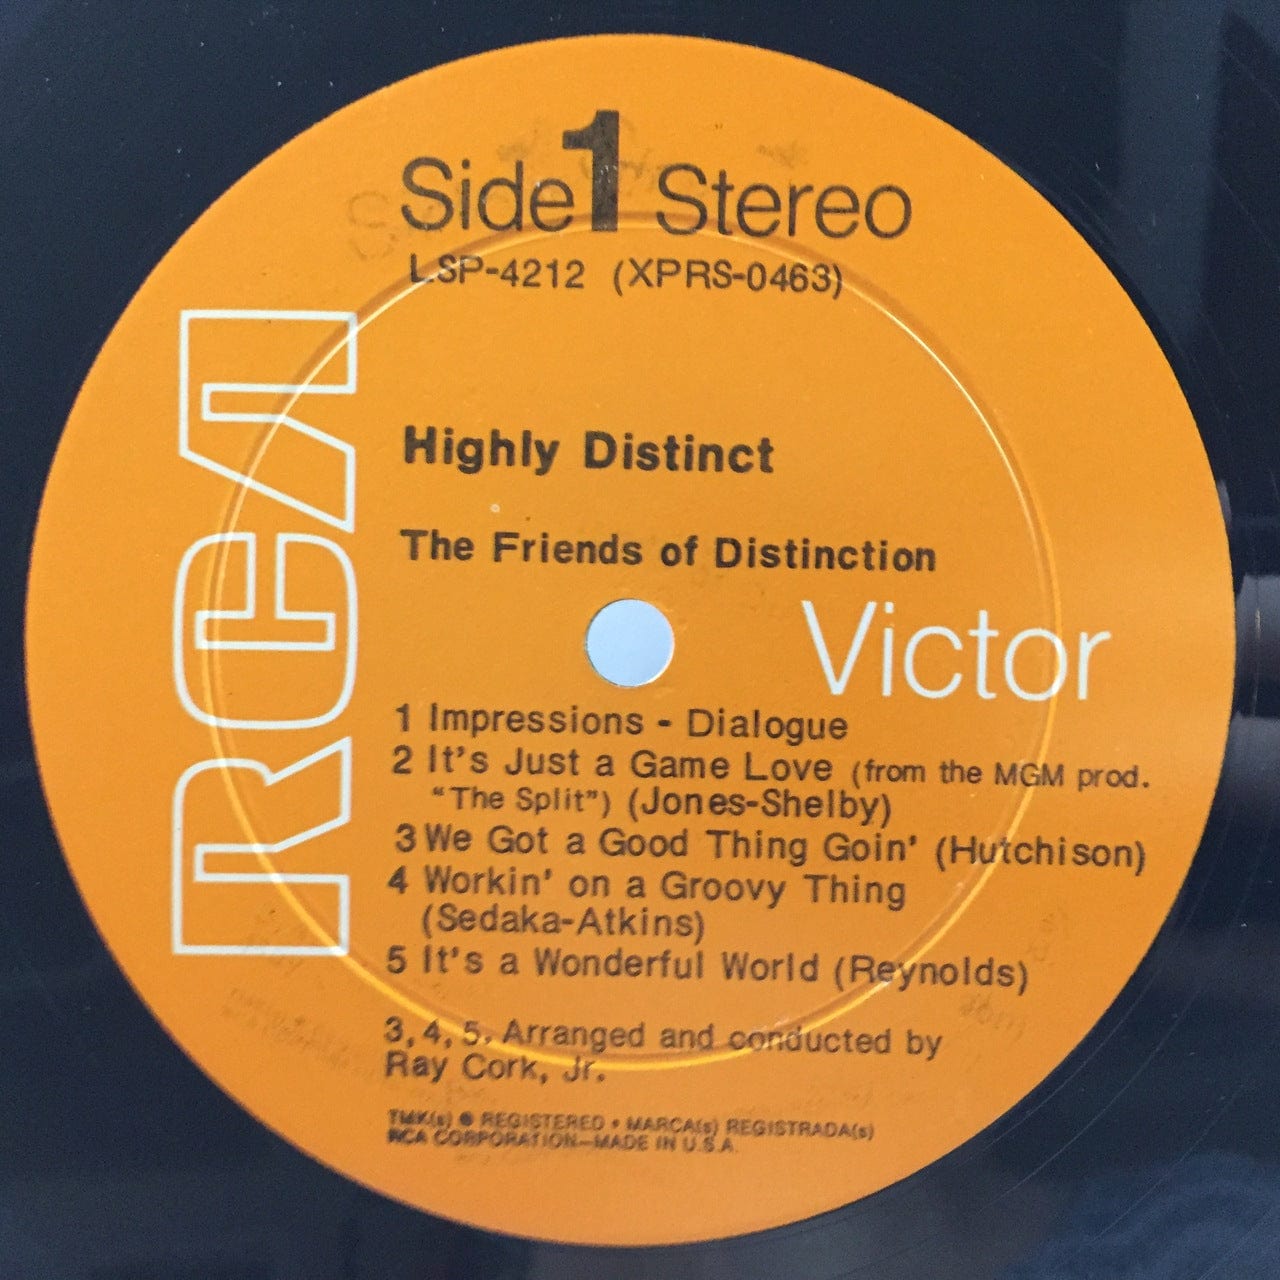 Side 1 Stereo
LSP-4212 (XPRS-0463)
RCA
Highly Distinct
The Friends of Distinction
Victor
1 Impressions - Dialogue
2 It's Just a Game Love (from the MGM prod.
"The Split") (Jones-Shelby)
3 We Got a Good Thing Goin' (Hutchison)
4 Workin' on a Groovy Thing
(Sedaka-Atkins)
5 It's a Wonderful World (Reynolds)
3, 4, 5. Arranged and conducted by
Ray Cork, Jr.
TMK(s) ® REGISTERED • MARCA(s) REGISTRADA(s)
RCA CORPORATION—MADE IN U.S.A.